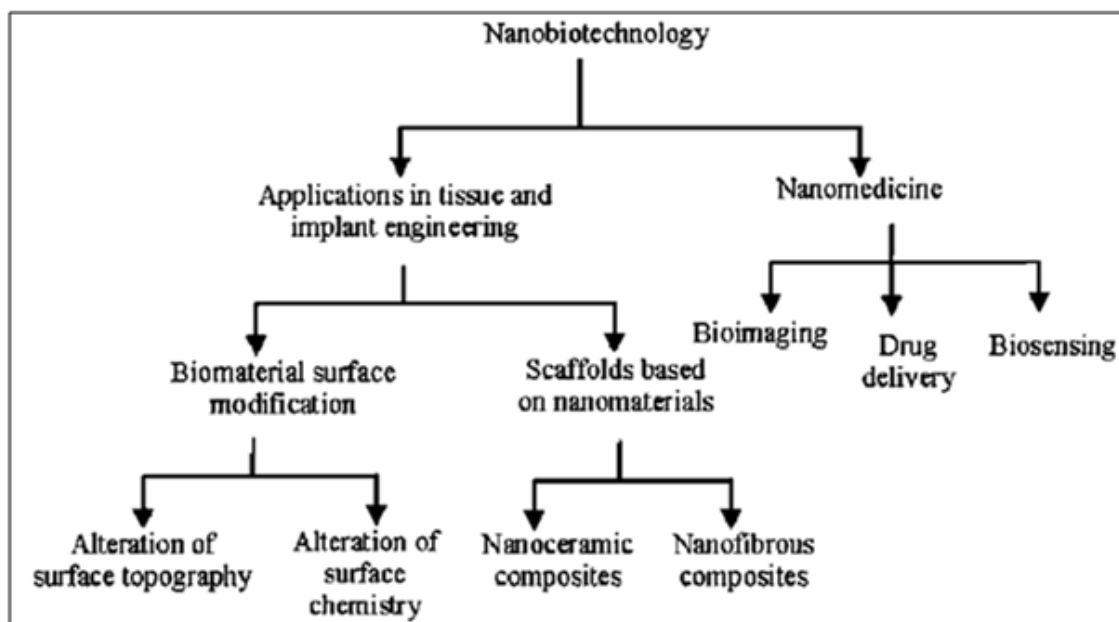 Nanobiotechnology
Applications in tissue and
implant engineering
Nanomedicine
Bioimaging
Drug
delivery
Biosensing
Biomaterial surface
modification
Scaffolds based
on nanomaterials
Alteration of
surface topography
Alteration of
surface
chemistry
Nanoceramic
composites
Nanofibrous
composites